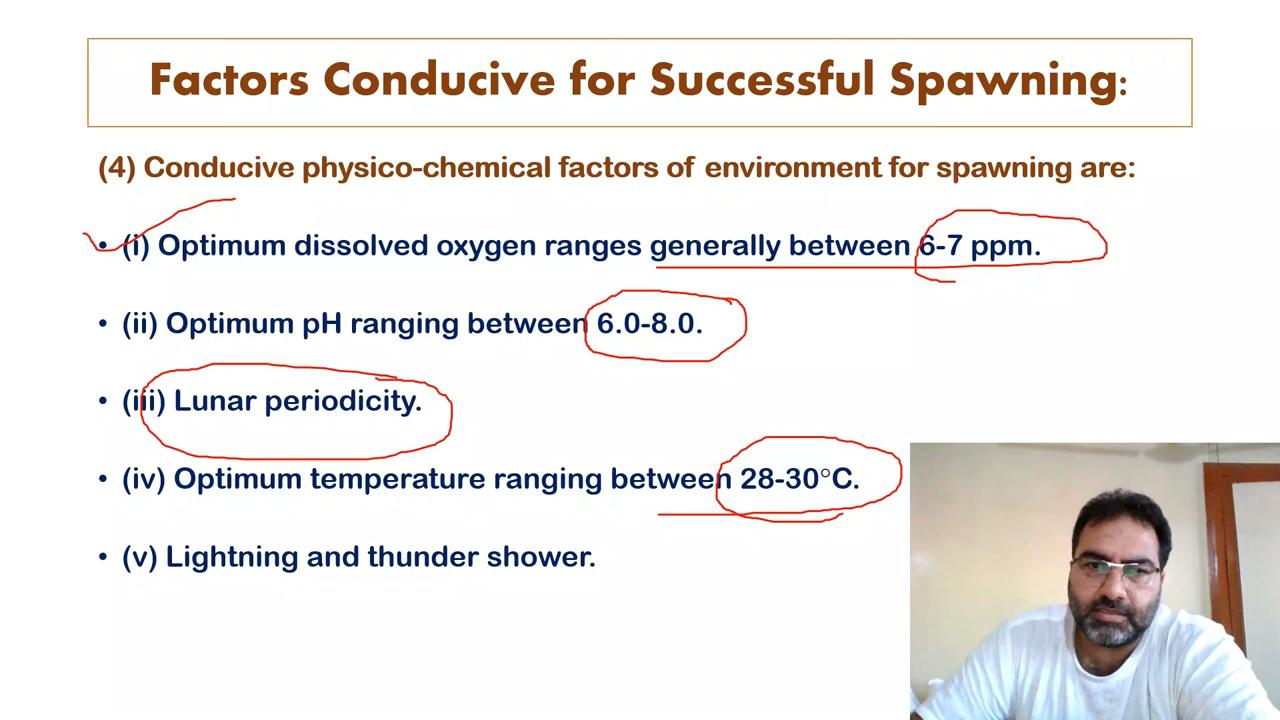 Factors Conducive for Successful Spawning:
(4) Conducive physico-chemical factors of environment for spawning are:
• (i) Optimum dissolved oxygen ranges generally between 6-7 ppm.
• (ii) Optimum pH ranging between 6.0-8.0.
• (iii) Lunar periodicity.
• (iv) Optimum temperature ranging between 28-30°C.
• (v) Lightning and thunder shower.